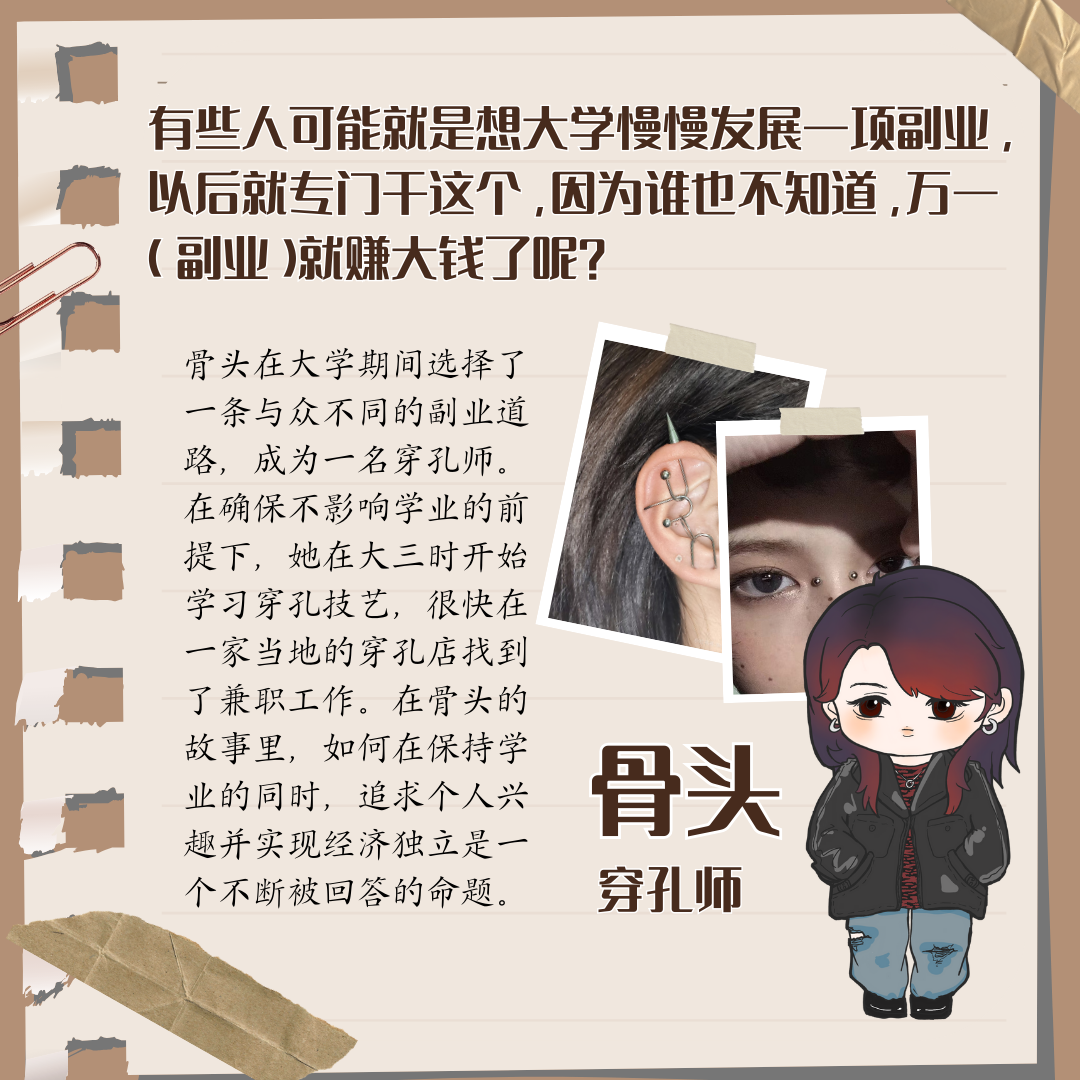 有些人可能就是想大学慢慢发展一项副业，
以后就专门干这个，因为谁也不知道，万一
（副业）就赚大钱了呢？
骨头在大学期间选择了
一条与众不同的副业道
路，成为一名穿孔师。
在确保不影响学业的前
提下，她在大三时开始
学习穿孔技艺，很快在
一家当地的穿孔店找到
了兼职工作。在骨头的
故事里，如何在保持学
业的同时，追求个人兴
趣并实现经济独立是一
个不断被回答的命题。
骨头
穿孔师